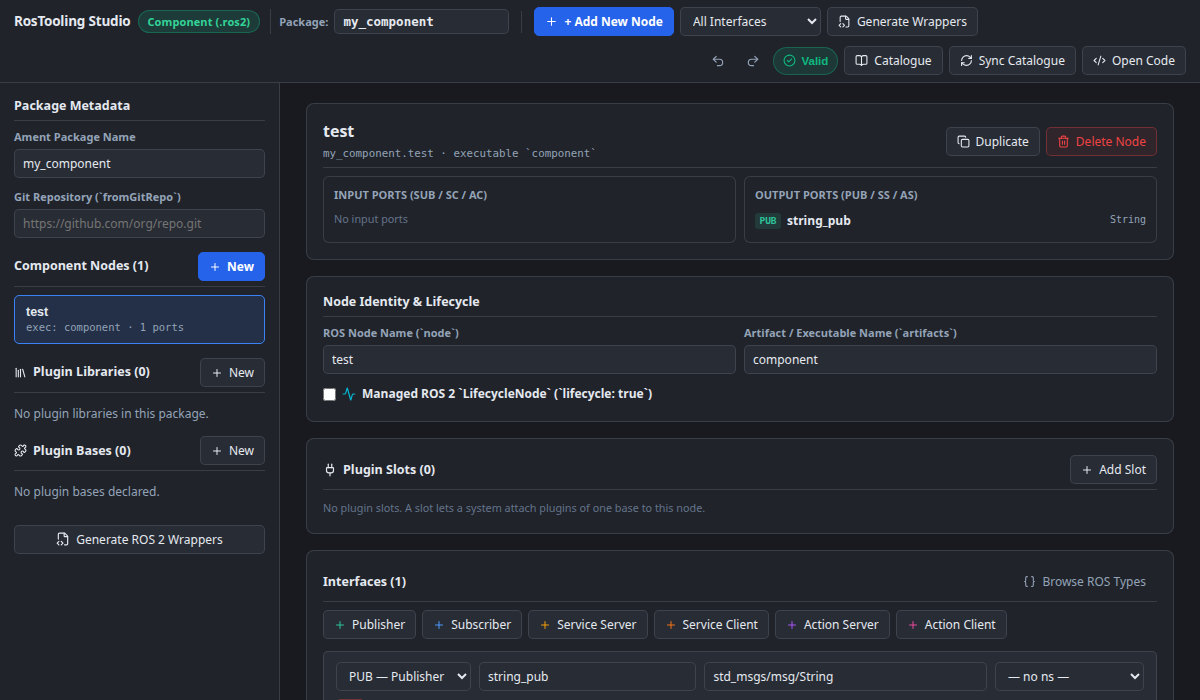 RosTooling Studio
Component (.ros2)
Package:
my_component
+ Add New Node
All Interfaces
Generate Wrappers
Valid
Catalogue
Sync Catalogue
Open Code
Package Metadata
Ament Package Name
my_component
Git Repository (`fromGitRepo`)
https://github.com/org/repo.git
Component Nodes (1)
+ New
test
exec: component · 1 ports
Plugin Libraries (0)
+ New
No plugin libraries in this package.
Plugin Bases (0)
+ New
No plugin bases declared.
Generate ROS 2 Wrappers
test
my_component.test · executable `component`
Duplicate
Delete Node
INPUT PORTS (SUB / SC / AC)
No input ports
OUTPUT PORTS (PUB / SS / AS)
PUB string_pub String
Node Identity & Lifecycle
ROS Node Name (`node`)
test
Artifact / Executable Name (`artifacts`)
component
Managed ROS 2 `LifecycleNode` (`lifecycle: true`)
Plugin Slots (0)
+ Add Slot
No plugin slots. A slot lets a system attach plugins of one base to this node.
Interfaces (1)
{} Browse ROS Types
+ Publisher
+ Subscriber
+ Service Server
+ Service Client
+ Action Server
+ Action Client
PUB — Publisher
string_pub
std_msgs/msg/String
— no ns —